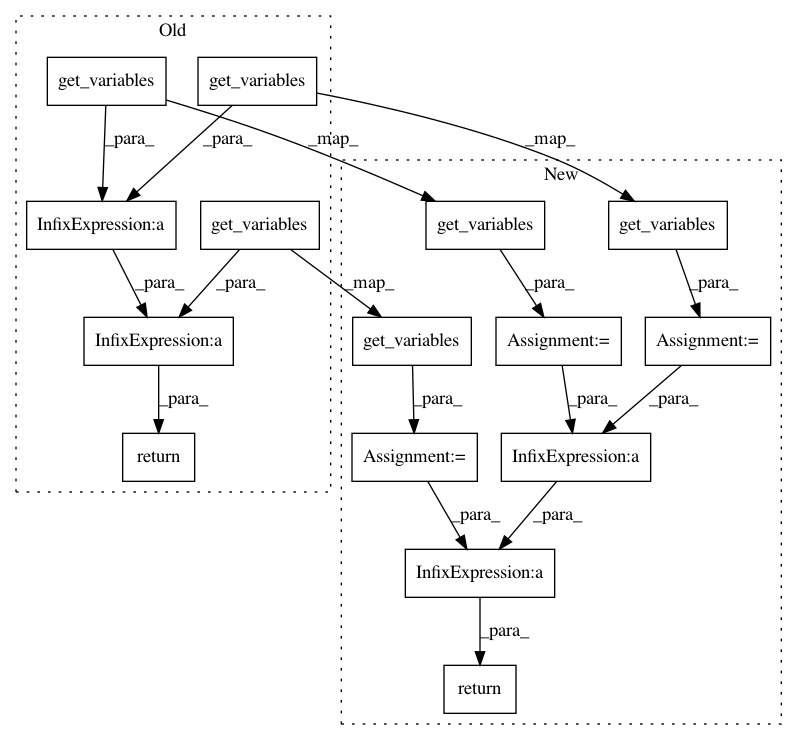 Old
get_variables get_variables
_para_ _para_ _map_ _map_
New
InfixExpression:a get_variables get_variables get_variables
_para_ _para_ _map_ _para_ _para_
InfixExpression:a get_variables Assignment:= Assignment:=
_para_ _para_ _para_ _para_
return Assignment:= InfixExpression:a
_para_ _para_
InfixExpression:a
_para_
return